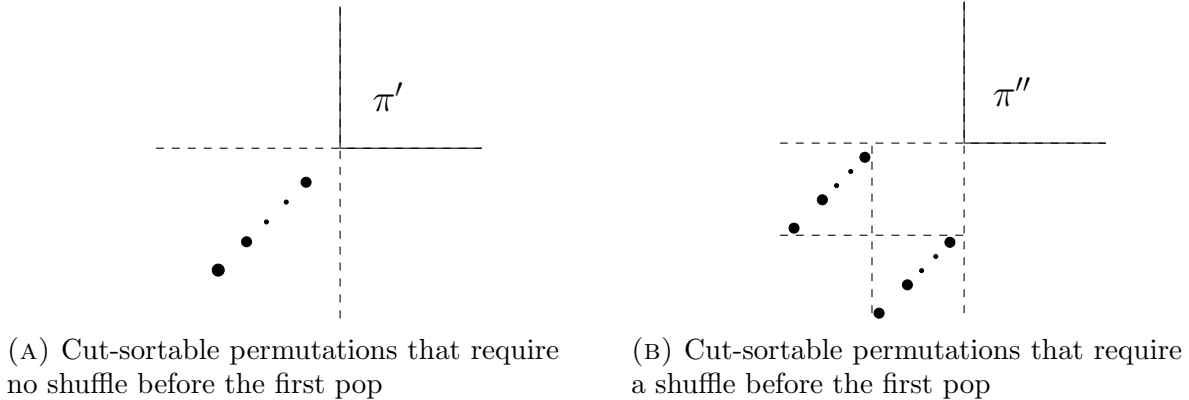 π′
π″
(A) Cut-sortable permutations that require
no shuffle before the first pop
(B) Cut-sortable permutations that require
a shuffle before the first pop